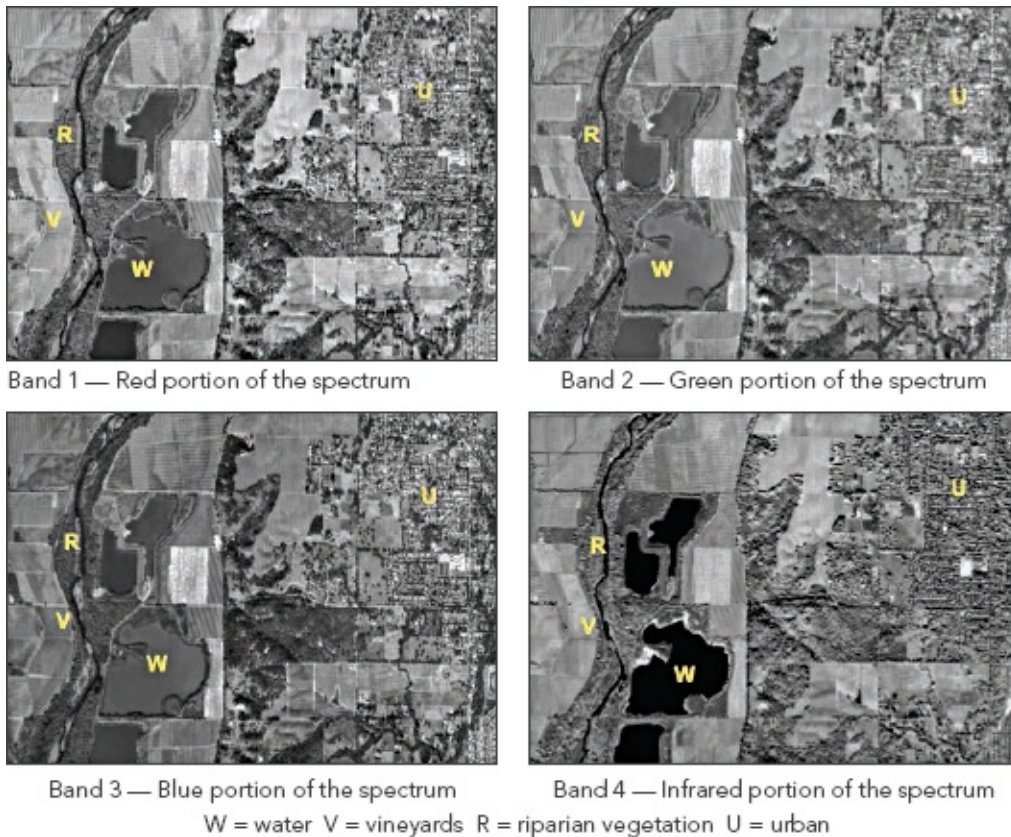 U
R
V
W
U
R
V
W
Band 1 — Red portion of the spectrum
Band 2 — Green portion of the spectrum
U
R
V
W
U
R
V
W
Band 3 — Blue portion of the spectrum
Band 4 — Infrared portion of the spectrum
W = water V = vineyards R = riparian vegetation U = urban